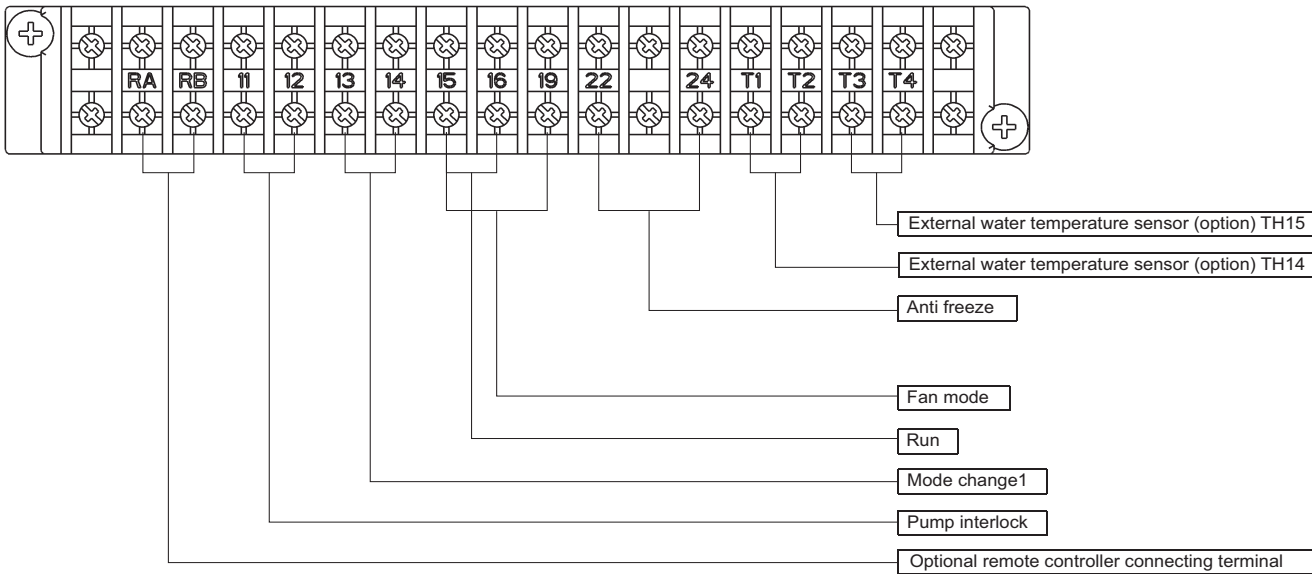 RA RB 11 12 13 14 15 16 19 22 24 T1 T2 T3 T4
External water temperature sensor (option) TH15
External water temperature sensor (option) TH14
Anti freeze
Fan mode
Run
Mode change1
Pump interlock
Optional remote controller connecting terminal